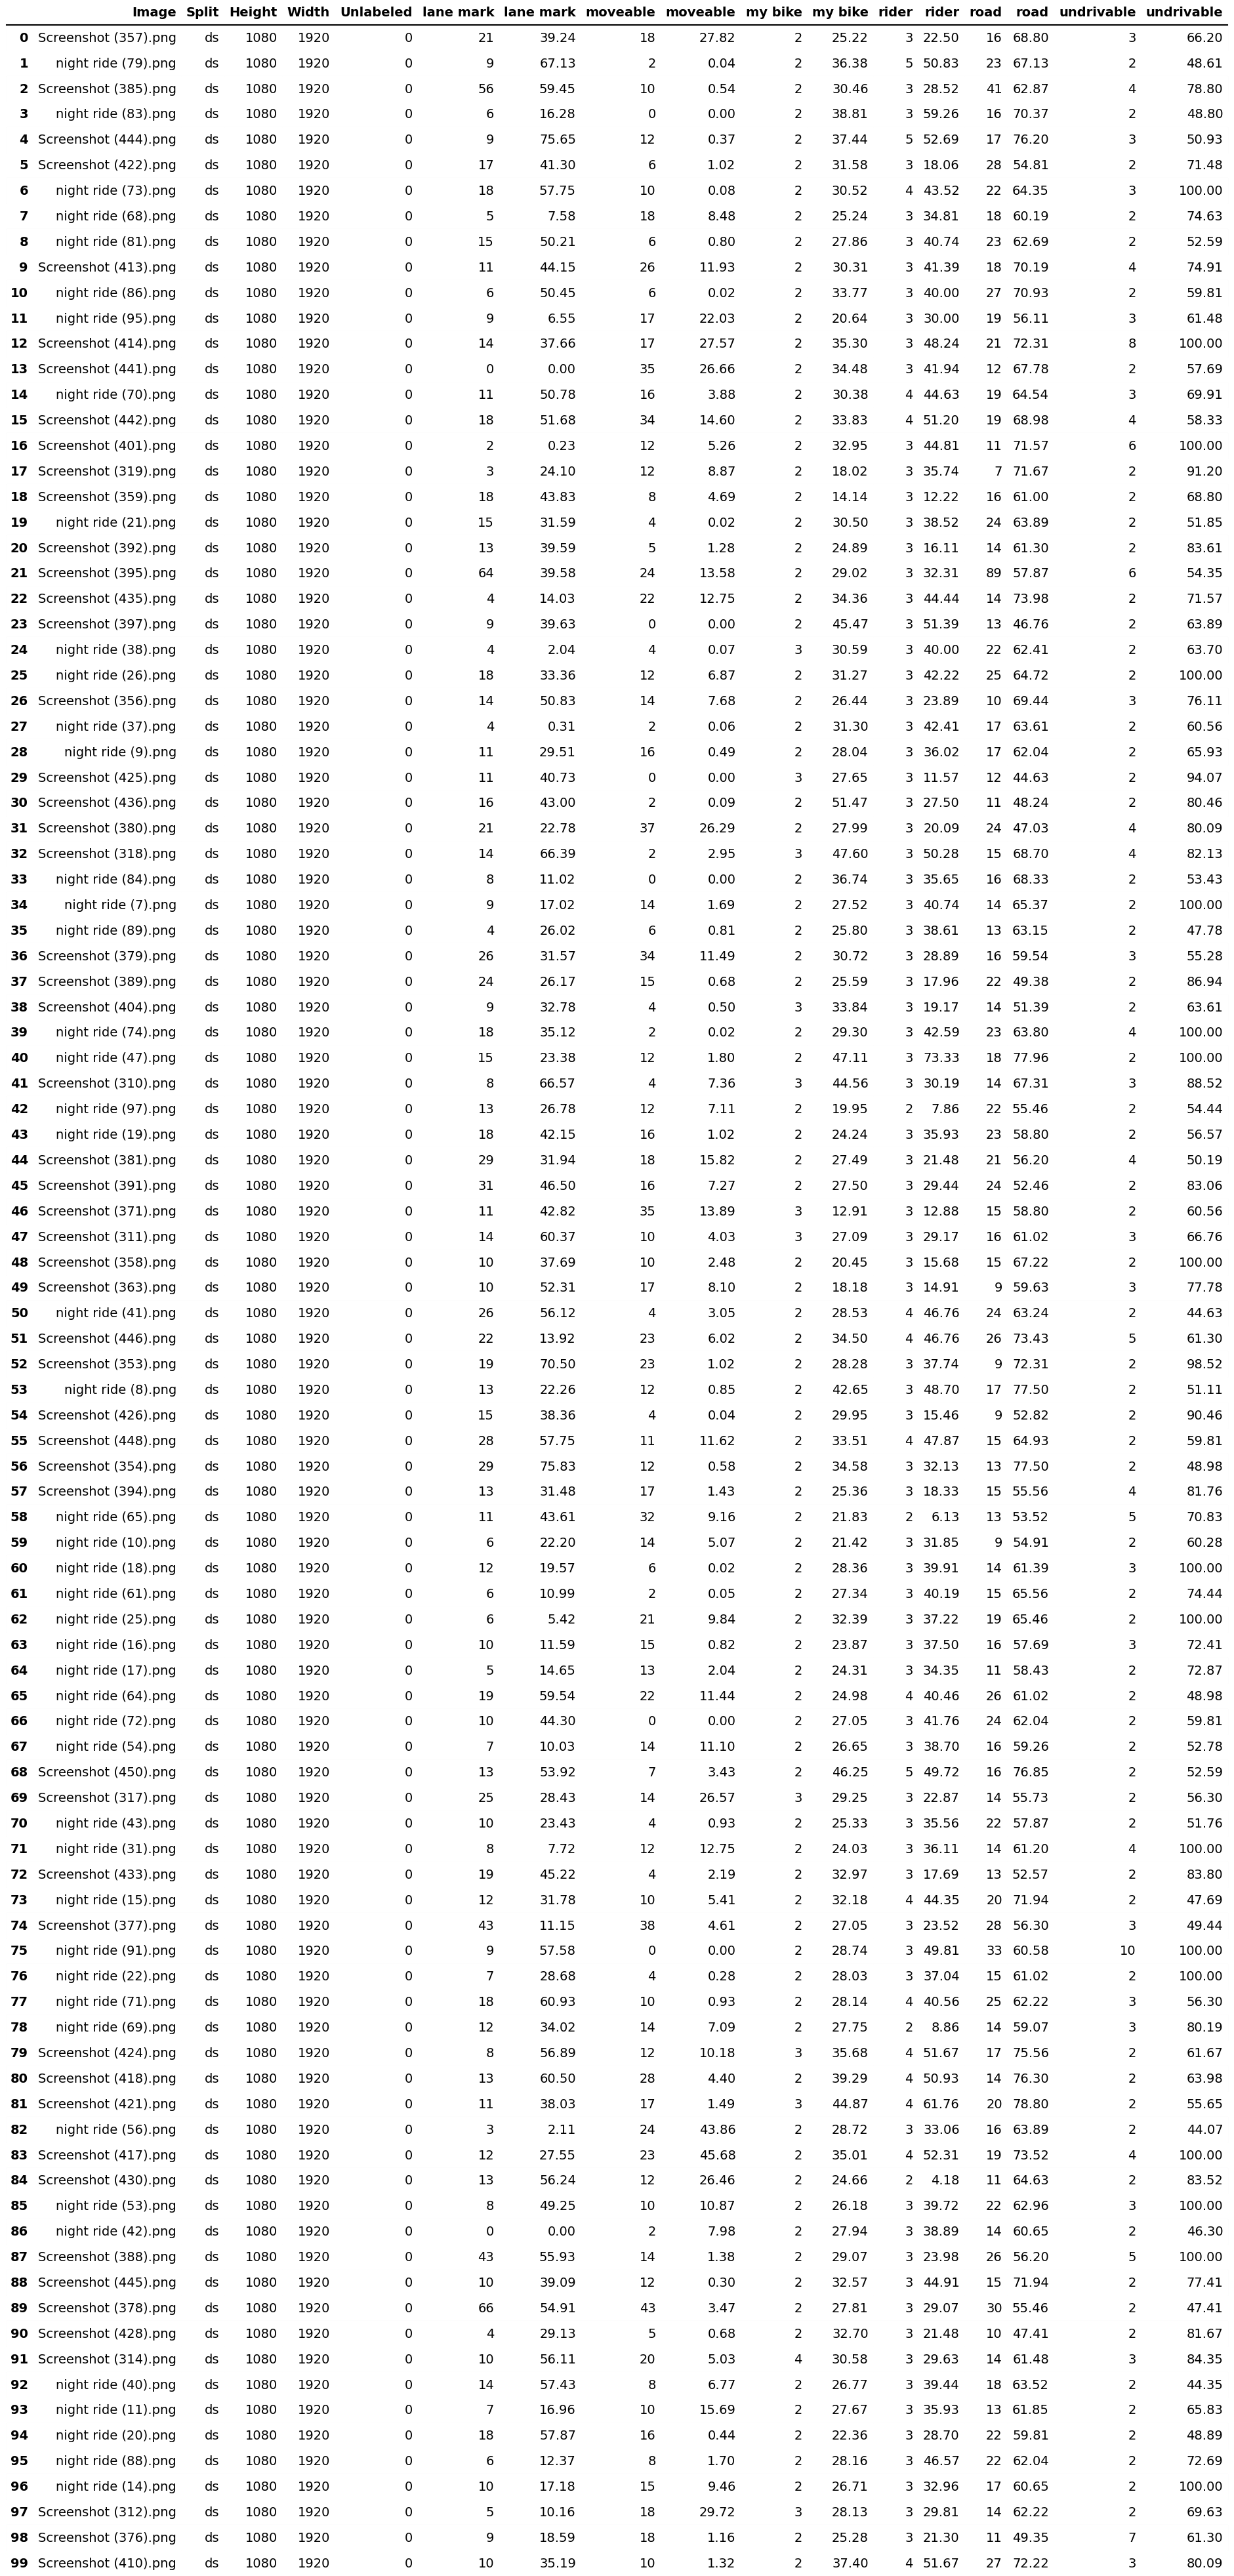 Image Split Height Width Unlabeled lane mark lane mark moveable moveable my bike my bike rider rider road road undrivable undrivable
0 Screenshot (357).png ds 1080 1920 0 21 39.24 18 27.82 2 25.22 3 22.50 16 68.80 3 66.20
1 night ride (79).png ds 1080 1920 0 9 67.13 2 0.04 2 36.38 5 50.83 23 67.13 2 48.61
2 Screenshot (385).png ds 1080 1920 0 56 59.45 10 0.54 2 30.46 3 28.52 41 62.87 4 78.80
3 night ride (83).png ds 1080 1920 0 6 16.28 0 0.00 2 38.81 3 59.26 16 70.37 2 48.80
4 Screenshot (444).png ds 1080 1920 0 9 75.65 12 0.37 2 37.44 5 52.69 17 76.20 3 50.93
5 Screenshot (422).png ds 1080 1920 0 17 41.30 6 1.02 2 31.58 3 18.06 28 54.81 2 71.48
6 night ride (73).png ds 1080 1920 0 18 57.75 10 0.08 2 30.52 4 43.52 22 64.35 3 100.00
7 night ride (68).png ds 1080 1920 0 5 7.58 18 8.48 2 25.24 3 34.81 18 60.19 2 74.63
8 night ride (81).png ds 1080 1920 0 15 50.21 6 0.80 2 27.86 3 40.74 23 62.69 2 52.59
9 Screenshot (413).png ds 1080 1920 0 11 44.15 26 11.93 2 30.31 3 41.39 18 70.19 4 74.91
10 night ride (86).png ds 1080 1920 0 6 50.45 6 0.02 2 33.77 3 40.00 27 70.93 2 59.81
11 night ride (95).png ds 1080 1920 0 9 6.55 17 22.03 2 20.64 3 30.00 19 56.11 3 61.48
12 Screenshot (414).png ds 1080 1920 0 14 37.66 17 27.57 2 35.30 3 48.24 21 72.31 8 100.00
13 Screenshot (441).png ds 1080 1920 0 0 0.00 35 26.66 2 34.48 3 41.94 12 67.78 2 57.69
14 night ride (70).png ds 1080 1920 0 11 50.78 16 3.88 2 30.38 4 44.63 19 64.54 3 69.91
15 Screenshot (442).png ds 1080 1920 0 18 51.68 34 14.60 2 33.83 4 51.20 19 68.98 4 58.33
16 Screenshot (401).png ds 1080 1920 0 2 0.23 12 5.26 2 32.95 3 44.81 11 71.57 6 100.00
17 Screenshot (319).png ds 1080 1920 0 3 24.10 12 8.87 2 18.02 3 35.74 7 71.67 2 91.20
18 Screenshot (359).png ds 1080 1920 0 18 43.83 8 4.69 2 14.14 3 12.22 16 61.00 2 68.80
19 night ride (21).png ds 1080 1920 0 15 31.59 4 0.02 2 30.50 3 38.52 24 63.89 2 51.85
20 Screenshot (392).png ds 1080 1920 0 13 39.59 5 1.28 2 24.89 3 16.11 14 61.30 2 83.61
21 Screenshot (395).png ds 1080 1920 0 64 39.58 24 13.58 2 29.02 3 32.31 89 57.87 6 54.35
22 Screenshot (435).png ds 1080 1920 0 4 14.03 22 12.75 2 34.36 3 44.44 14 73.98 2 71.57
23 Screenshot (397).png ds 1080 1920 0 9 39.63 0 0.00 2 45.47 3 51.39 13 46.76 2 63.89
24 night ride (38).png ds 1080 1920 0 4 2.04 4 0.07 3 30.59 3 40.00 22 62.41 2 63.70
25 night ride (26).png ds 1080 1920 0 18 33.36 12 6.87 2 31.27 3 42.22 25 64.72 2 100.00
26 Screenshot (356).png ds 1080 1920 0 14 50.83 14 7.68 2 26.44 3 23.89 10 69.44 3 76.11
27 night ride (37).png ds 1080 1920 0 4 0.31 2 0.06 2 31.30 3 42.41 17 63.61 2 60.56
28 night ride (9).png ds 1080 1920 0 11 29.51 16 0.49 2 28.04 3 36.02 17 62.04 2 65.93
29 Screenshot (425).png ds 1080 1920 0 11 40.73 0 0.00 3 27.65 3 11.57 12 44.63 2 94.07
30 Screenshot (436).png ds 1080 1920 0 16 43.00 2 0.09 2 51.47 3 27.50 11 48.24 2 80.46
31 Screenshot (380).png ds 1080 1920 0 21 22.78 37 26.29 2 27.99 3 20.09 24 47.03 4 80.09
32 Screenshot (318).png ds 1080 1920 0 14 66.39 2 2.95 3 47.60 3 50.28 15 68.70 4 82.13
33 night ride (84).png ds 1080 1920 0 8 11.02 0 0.00 2 36.74 3 35.65 16 68.33 2 53.43
34 night ride (7).png ds 1080 1920 0 9 17.02 14 1.69 2 27.52 3 40.74 14 65.37 2 100.00
35 night ride (89).png ds 1080 1920 0 4 26.02 6 0.81 2 25.80 3 38.61 13 63.15 2 47.78
36 Screenshot (379).png ds 1080 1920 0 26 31.57 34 11.49 2 30.72 3 28.89 16 59.54 3 55.28
37 Screenshot (389).png ds 1080 1920 0 24 26.17 15 0.68 2 25.59 3 17.96 22 49.38 2 86.94
38 Screenshot (404).png ds 1080 1920 0 9 32.78 4 0.50 3 33.84 3 19.17 14 51.39 2 63.61
39 night ride (74).png ds 1080 1920 0 18 35.12 2 0.02 2 29.30 3 42.59 23 63.80 4 100.00
40 night ride (47).png ds 1080 1920 0 15 23.38 12 1.80 2 47.11 3 73.33 18 77.96 2 100.00
41 Screenshot (310).png ds 1080 1920 0 8 66.57 4 7.36 3 44.56 3 30.19 14 67.31 3 88.52
42 night ride (97).png ds 1080 1920 0 13 26.78 12 7.11 2 19.95 2 7.86 22 55.46 2 54.44
43 night ride (19).png ds 1080 1920 0 18 42.15 16 1.02 2 24.24 3 35.93 23 58.80 2 56.57
44 Screenshot (381).png ds 1080 1920 0 29 31.94 18 15.82 2 27.49 3 21.48 21 56.20 4 50.19
45 Screenshot (391).png ds 1080 1920 0 31 46.50 16 7.27 2 27.50 3 29.44 24 52.46 2 83.06
46 Screenshot (371).png ds 1080 1920 0 11 42.82 35 13.89 3 12.91 3 12.88 15 58.80 2 60.56
47 Screenshot (311).png ds 1080 1920 0 14 60.37 10 4.03 3 27.09 3 29.17 16 61.02 3 66.76
48 Screenshot (358).png ds 1080 1920 0 10 37.69 10 2.48 2 20.45 3 15.68 15 67.22 2 100.00
49 Screenshot (363).png ds 1080 1920 0 10 52.31 17 8.10 2 18.18 3 14.91 9 59.63 3 77.78
50 night ride (41).png ds 1080 1920 0 26 56.12 4 3.05 2 28.53 4 46.76 24 63.24 2 44.63
51 Screenshot (446).png ds 1080 1920 0 22 13.92 23 6.02 2 34.50 4 46.76 26 73.43 5 61.30
52 Screenshot (353).png ds 1080 1920 0 19 70.50 23 1.02 2 28.28 3 37.74 9 72.31 2 98.52
53 night ride (8).png ds 1080 1920 0 13 22.26 12 0.85 2 42.65 3 48.70 17 77.50 2 51.11
54 Screenshot (426).png ds 1080 1920 0 15 38.36 4 0.04 2 29.95 3 15.46 9 52.82 2 90.46
55 Screenshot (448).png ds 1080 1920 0 28 57.75 11 11.62 2 33.51 4 47.87 15 64.93 2 59.81
56 Screenshot (354).png ds 1080 1920 0 29 75.83 12 0.58 2 34.58 3 32.13 13 77.50 2 48.98
57 Screenshot (394).png ds 1080 1920 0 13 31.48 17 1.43 2 25.36 3 18.33 15 55.56 4 81.76
58 night ride (65).png ds 1080 1920 0 11 43.61 32 9.16 2 21.83 2 6.13 13 53.52 5 70.83
59 night ride (10).png ds 1080 1920 0 6 22.20 14 5.07 2 21.42 3 31.85 9 54.91 2 60.28
60 night ride (18).png ds 1080 1920 0 12 19.57 6 0.02 2 28.36 3 39.91 14 61.39 3 100.00
61 night ride (61).png ds 1080 1920 0 6 10.99 2 0.05 2 27.34 3 40.19 15 65.56 2 74.44
62 night ride (25).png ds 1080 1920 0 6 5.42 21 9.84 2 32.39 3 37.22 19 65.46 2 100.00
63 night ride (16).png ds 1080 1920 0 10 11.59 15 0.82 2 23.87 3 37.50 16 57.69 3 72.41
64 night ride (17).png ds 1080 1920 0 5 14.65 13 2.04 2 24.31 3 34.35 11 58.43 2 72.87
65 night ride (64).png ds 1080 1920 0 19 59.54 22 11.44 2 24.98 4 40.46 26 61.02 2 48.98
66 night ride (72).png ds 1080 1920 0 10 44.30 0 0.00 2 27.05 3 41.76 24 62.04 2 59.81
67 night ride (54).png ds 1080 1920 0 7 10.03 14 11.10 2 26.65 3 38.70 16 59.26 2 52.78
68 Screenshot (450).png ds 1080 1920 0 13 53.92 7 3.43 2 46.25 5 49.72 16 76.85 2 52.59
69 Screenshot (317).png ds 1080 1920 0 25 28.43 14 26.57 3 29.25 3 22.87 14 55.73 2 56.30
70 night ride (43).png ds 1080 1920 0 10 23.43 4 0.93 2 25.33 3 35.56 22 57.87 2 51.76
71 night ride (31).png ds 1080 1920 0 8 7.72 12 12.75 2 24.03 3 36.11 14 61.20 4 100.00
72 Screenshot (433).png ds 1080 1920 0 19 45.22 4 2.19 2 32.97 3 17.69 13 52.57 2 83.80
73 night ride (15).png ds 1080 1920 0 12 31.78 10 5.41 2 32.18 4 44.35 20 71.94 2 47.69
74 Screenshot (377).png ds 1080 1920 0 43 11.15 38 4.61 2 27.05 3 23.52 28 56.30 3 49.44
75 night ride (91).png ds 1080 1920 0 9 57.58 0 0.00 2 28.74 3 49.81 33 60.58 10 100.00
76 night ride (22).png ds 1080 1920 0 7 28.68 4 0.28 2 28.03 3 37.04 15 61.02 2 100.00
77 night ride (71).png ds 1080 1920 0 18 60.93 10 0.93 2 28.14 4 40.56 25 62.22 3 56.30
78 night ride (69).png ds 1080 1920 0 12 34.02 14 7.09 2 27.75 2 8.86 14 59.07 3 80.19
79 Screenshot (424).png ds 1080 1920 0 8 56.89 12 10.18 3 35.68 4 51.67 17 75.56 2 61.67
80 Screenshot (418).png ds 1080 1920 0 13 60.50 28 4.40 2 39.29 4 50.93 14 76.30 2 63.98
81 Screenshot (421).png ds 1080 1920 0 11 38.03 17 1.49 3 44.87 4 61.76 20 78.80 2 55.65
82 night ride (56).png ds 1080 1920 0 3 2.11 24 43.86 2 28.72 3 33.06 16 63.89 2 44.07
83 Screenshot (417).png ds 1080 1920 0 12 27.55 23 45.68 2 35.01 4 52.31 19 73.52 4 100.00
84 Screenshot (430).png ds 1080 1920 0 13 56.24 12 26.46 2 24.66 2 4.18 11 64.63 2 83.52
85 night ride (53).png ds 1080 1920 0 8 49.25 10 10.87 2 26.18 3 39.72 22 62.96 3 100.00
86 night ride (42).png ds 1080 1920 0 0 0.00 2 7.98 2 27.94 3 38.89 14 60.65 2 46.30
87 Screenshot (388).png ds 1080 1920 0 43 55.93 14 1.38 2 29.07 3 23.98 26 56.20 5 100.00
88 Screenshot (445).png ds 1080 1920 0 10 39.09 12 0.30 2 32.57 3 44.91 15 71.94 2 77.41
89 Screenshot (378).png ds 1080 1920 0 66 54.91 43 3.47 2 27.81 3 29.07 30 55.46 2 47.41
90 Screenshot (428).png ds 1080 1920 0 4 29.13 5 0.68 2 32.70 3 21.48 10 47.41 2 81.67
91 Screenshot (314).png ds 1080 1920 0 10 56.11 20 5.03 4 30.58 3 29.63 14 61.48 3 84.35
92 night ride (40).png ds 1080 1920 0 14 57.43 8 6.77 2 26.77 3 39.44 18 63.52 2 44.35
93 night ride (11).png ds 1080 1920 0 7 16.96 10 15.69 2 27.67 3 35.93 13 61.85 2 65.83
94 night ride (20).png ds 1080 1920 0 18 57.87 16 0.44 2 22.36 3 28.70 22 59.81 2 48.89
95 night ride (88).png ds 1080 1920 0 6 12.37 8 1.70 2 28.16 3 46.57 22 62.04 2 72.69
96 night ride (14).png ds 1080 1920 0 10 17.18 15 9.46 2 26.71 3 32.96 17 60.65 2 100.00
97 Screenshot (312).png ds 1080 1920 0 5 10.16 18 29.72 3 28.13 3 29.81 14 62.22 2 69.63
98 Screenshot (376).png ds 1080 1920 0 9 18.59 18 1.16 2 25.28 3 21.30 11 49.35 7 61.30
99 Screenshot (410).png ds 1080 1920 0 10 35.19 10 1.32 2 37.40 4 51.67 27 72.22 3 80.09